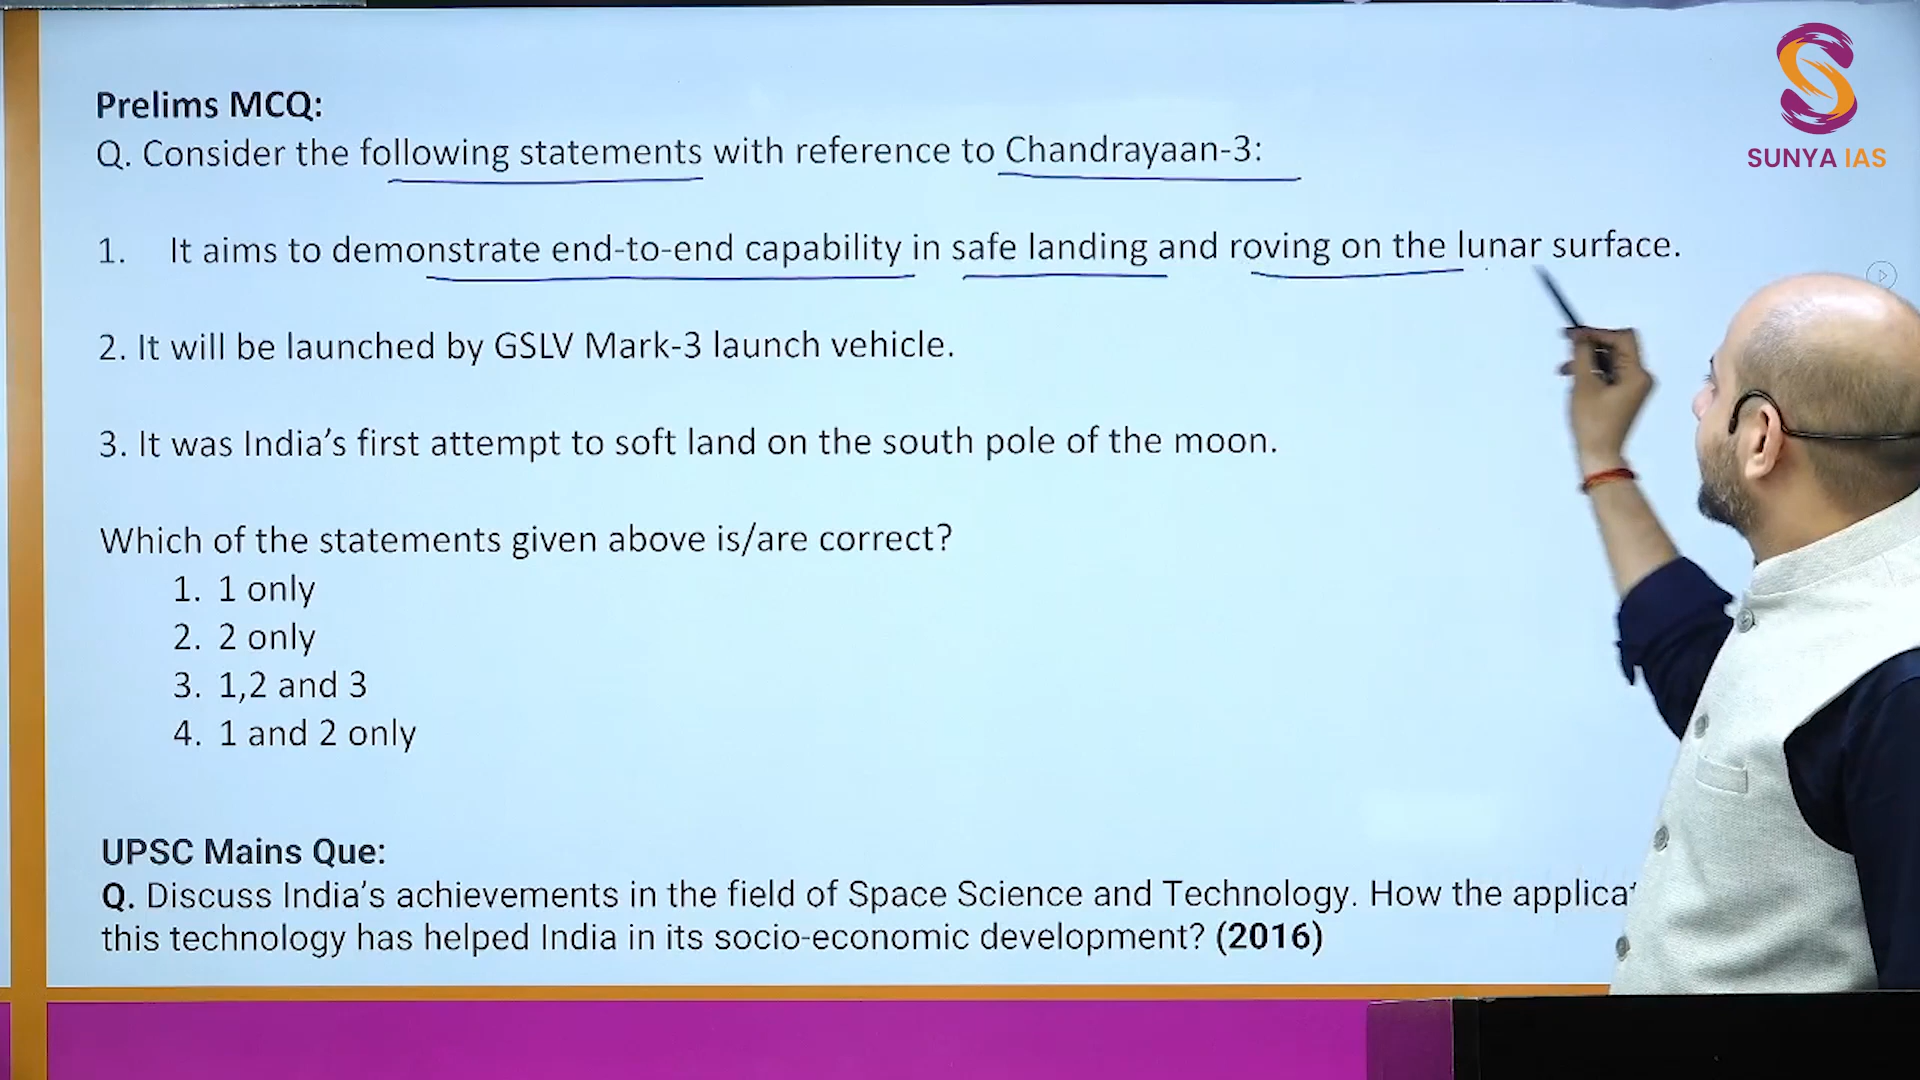 SUNYA IAS
Prelims MCQ:
Q. Consider the following statements with reference to Chandrayaan-3:
1. It aims to demonstrate end-to-end capability in safe landing and roving on the lunar surface.
2. It will be launched by GSLV Mark-3 launch vehicle.
3. It was India's first attempt to soft land on the south pole of the moon.
Which of the statements given above is/are correct?
1. 1 only
2. 2 only
3. 1,2 and 3
4. 1 and 2 only
UPSC Mains Que:
Q. Discuss India's achievements in the field of Space Science and Technology. How the
this technology has helped India in its socio-economic development? (2016)